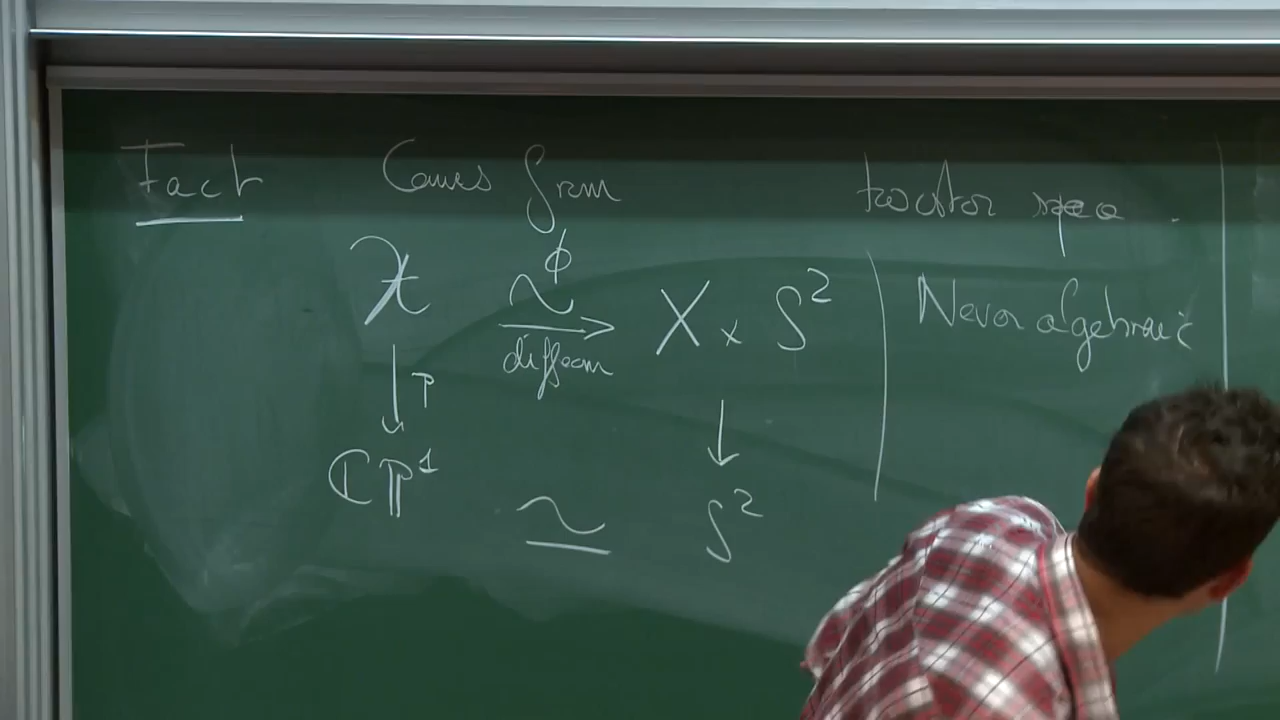 Fact Comes from twistor space.
𝒳 ∼ ϕ X × S² Never algebraic
diffeom
↓ P ↓
ℂℙ¹ ≃ S²